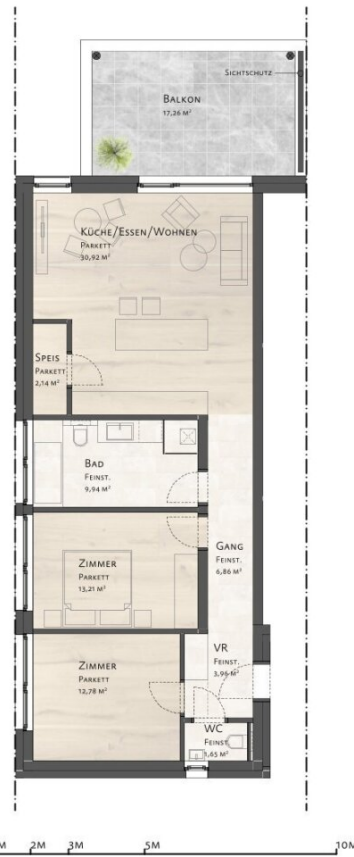 Sichtschutz
Balkon
17,26 m²
Küche/Essen/Wohnen
Parkett
30,92 m²
Speis
Parkett
2,14 m²
Bad
Feinst.
9,94 m²
Zimmer
Parkett
13,21 m²
Gang
Feinst.
6,86 m²
VR
Feinst.
3,96 m²
Zimmer
Parkett
12,78 m²
WC
Feinst.
1,65 m²
M 2M 3M 5M 10M